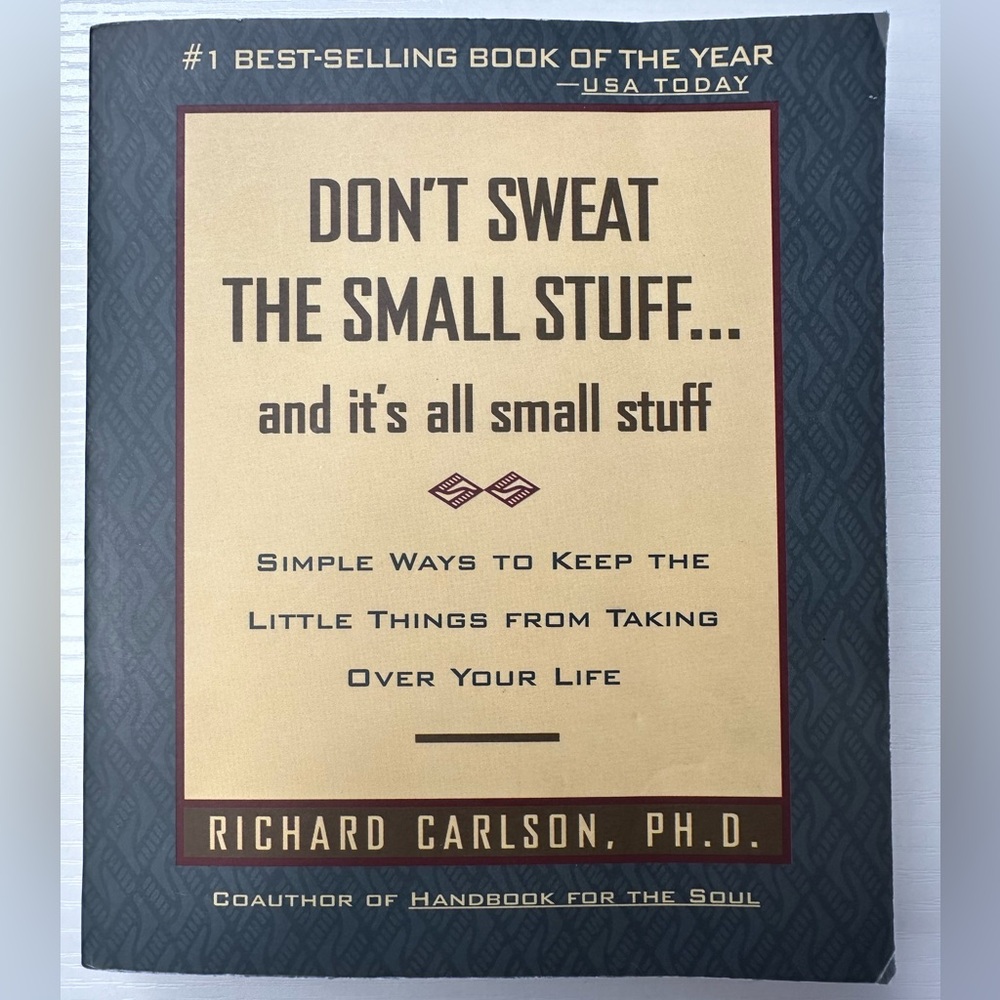 #1 BEST-SELLING BOOK OF THE YEAR
—USA TODAY
DON'T SWEAT
THE SMALL STUFF...
and it's all small stuff
SIMPLE WAYS TO KEEP THE
LITTLE THINGS FROM TAKING
OVER YOUR LIFE
RICHARD CARLSON, PH.D.
COAUTHOR OF HANDBOOK FOR THE SOUL